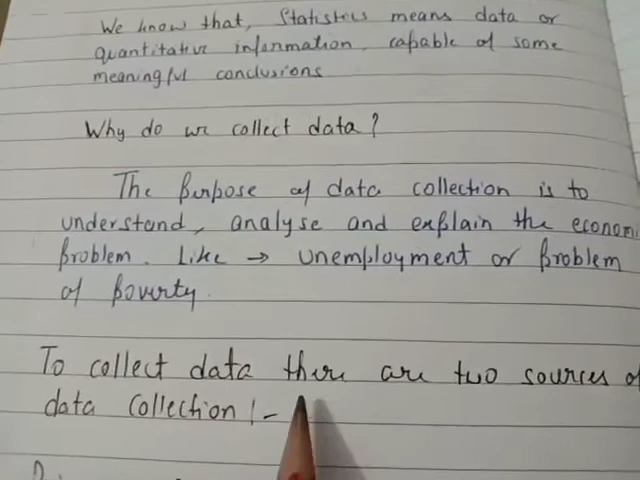 We know that, Statistics means data or
quantitative information, capable of some
meaningful conclusions
Why do we collect data?
The purpose of data collection is to
understand, analyse and explain the econom
problem. Like → unemployment or problem
of poverty.
To collect data there are two sources of
data collection :-